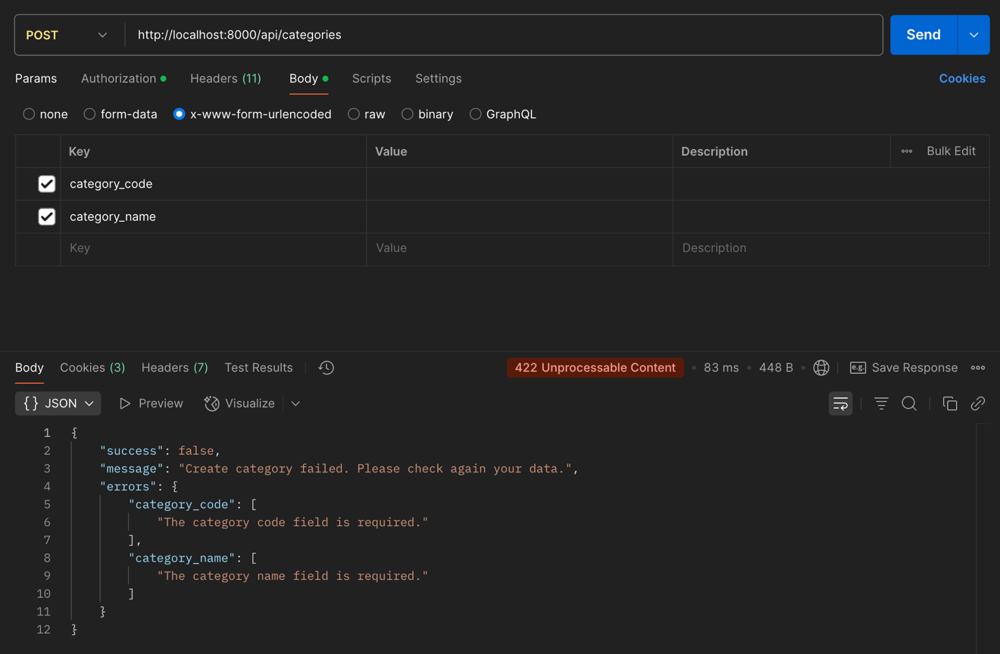 POST http://localhost:8000/api/categories Send
Params Authorization Headers (11) Body Scripts Settings Cookies
none form-data x-www-form-urlencoded raw binary GraphQL
Key Value Description Bulk Edit
category_code
category_name
Key Value Description
Body Cookies (3) Headers (7) Test Results 422 Unprocessable Content 83 ms 448 B e.g. Save Response
{} JSON Preview Visualize
1 {
2 "success": false,
3 "message": "Create category failed. Please check again your data.",
4 "errors": {
5 "category_code": [
6 "The category code field is required."
7 ],
8 "category_name": [
9 "The category name field is required."
10 ]
11 }
12 }